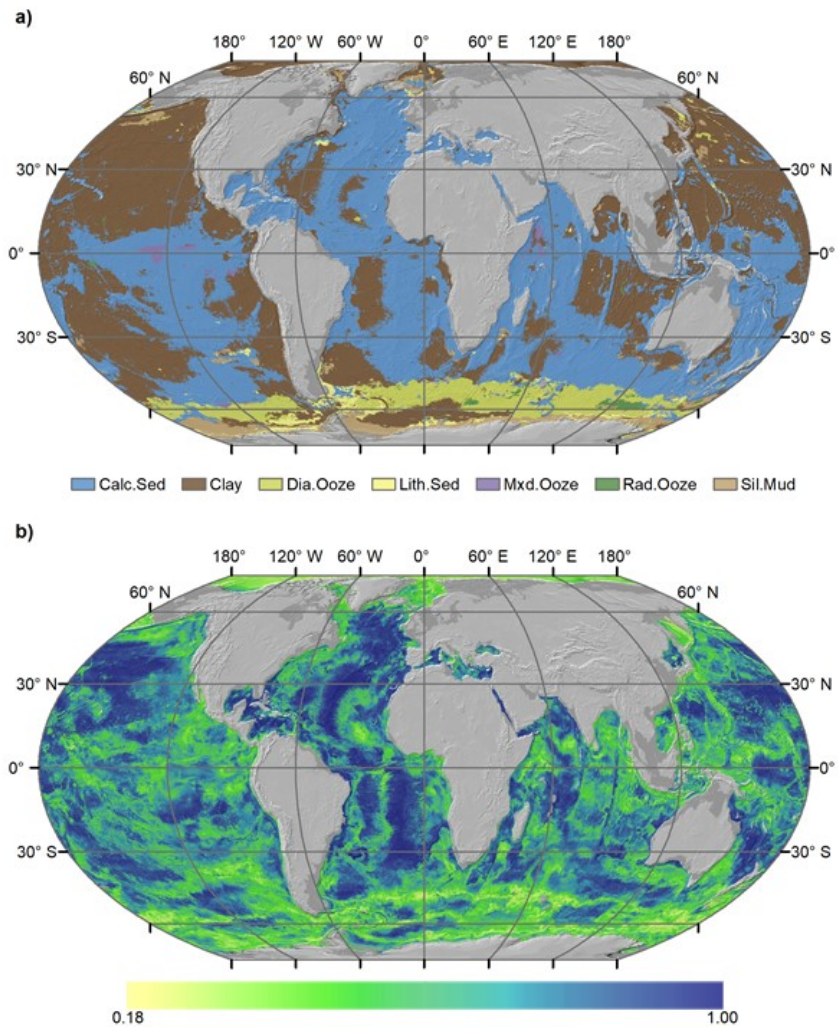 a)
180° 120° W 60° W 0° 60° E 120° E 180°
60° N 60° N
30° N 30° N
0° 0°
30° S 30° S
Calc.Sed Clay Dia.Ooze Lith.Sed Mxd.Ooze Rad.Ooze Sil.Mud
b)
180° 120° W 60° W 0° 60° E 120° E 180°
60° N 60° N
30° N 30° N
0° 0°
30° S 30° S
0.18 1.00